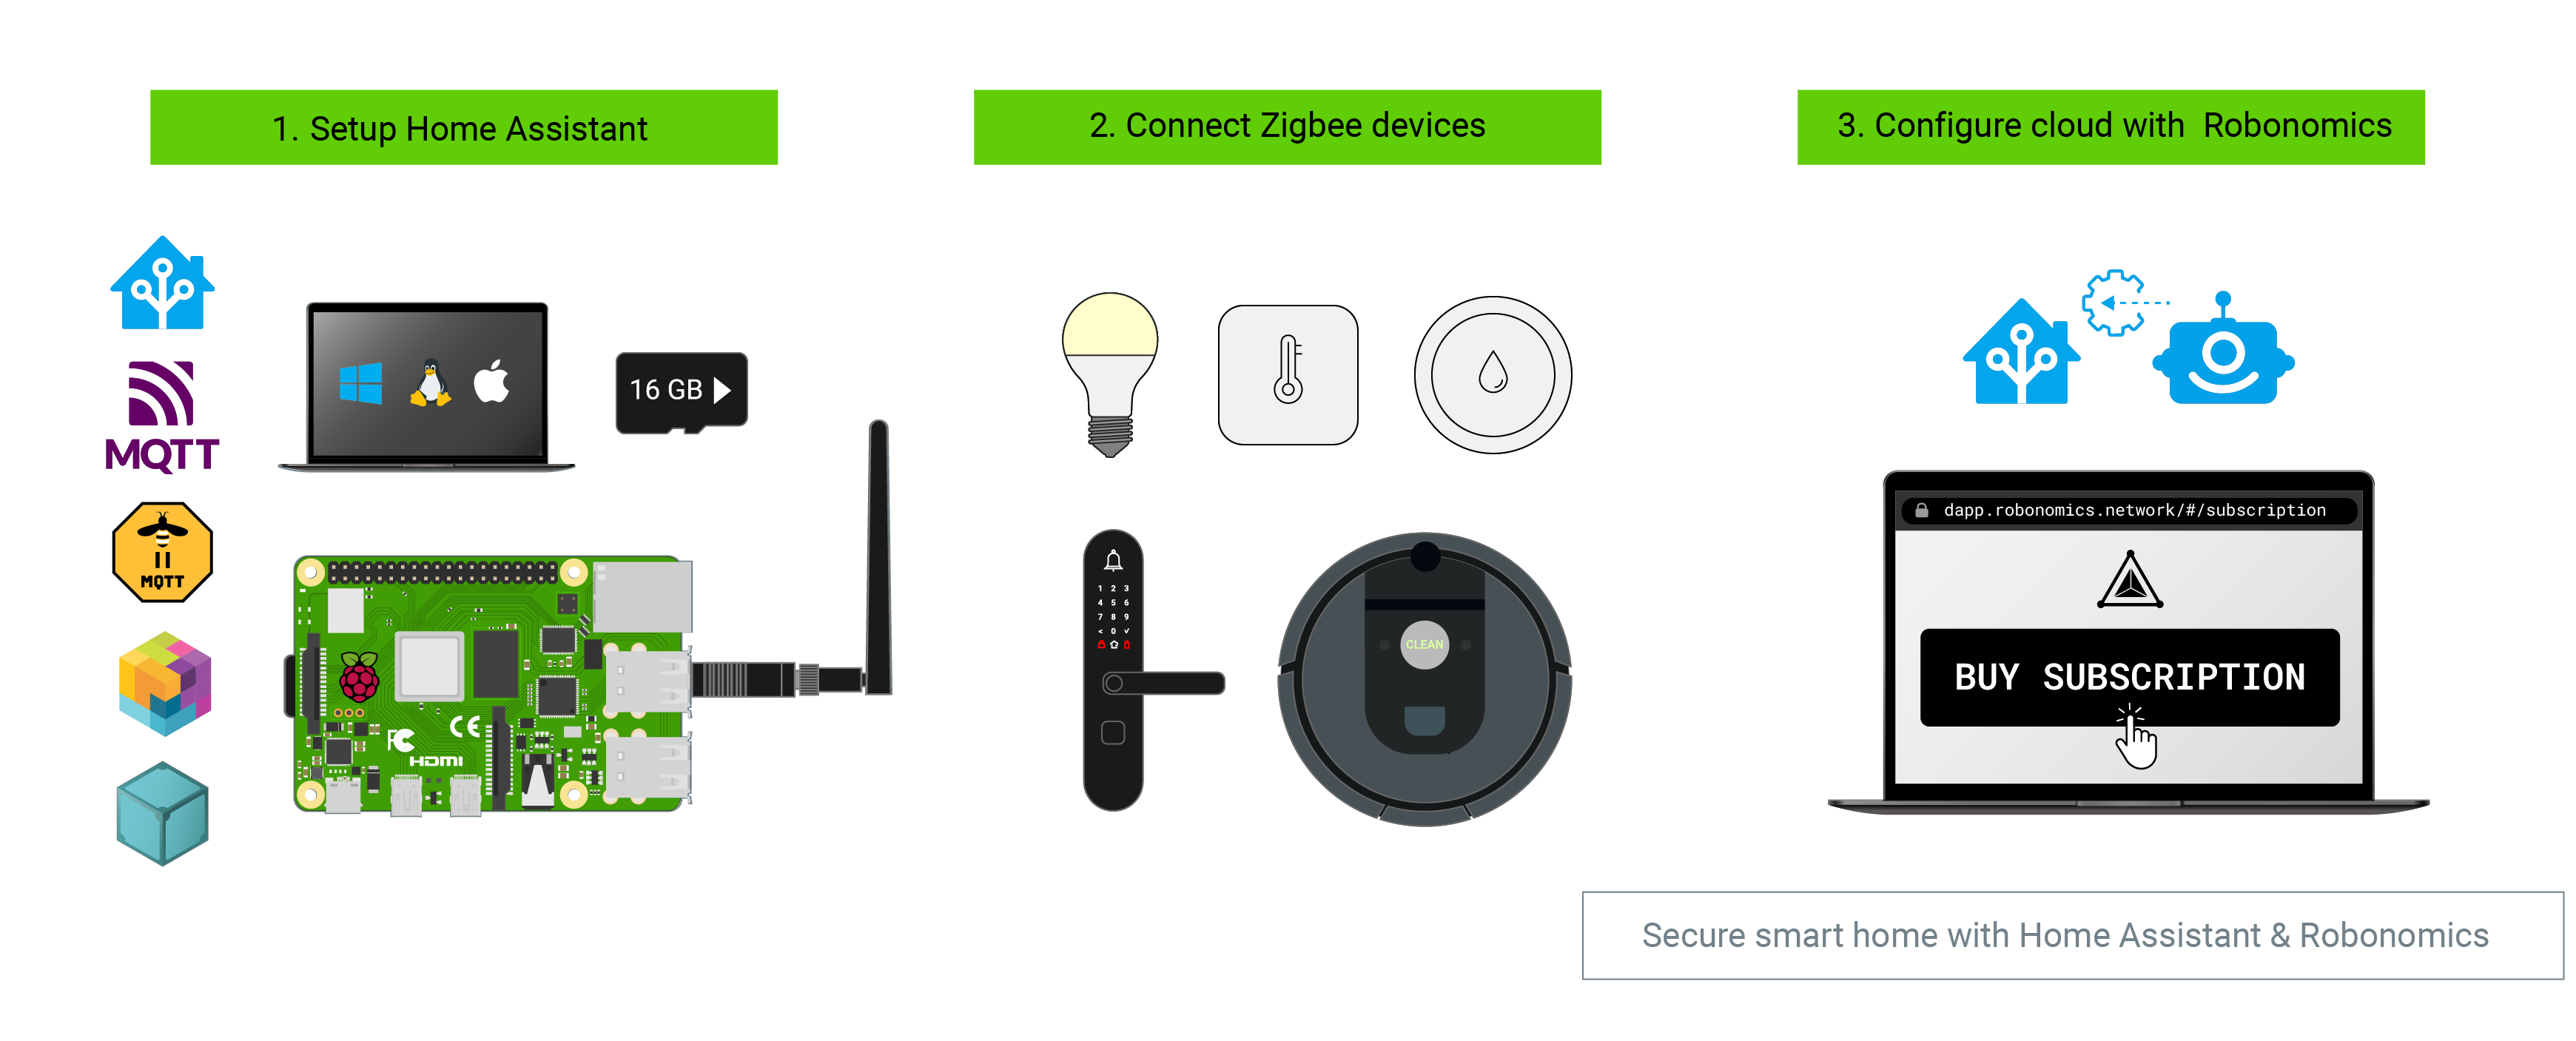 1. Setup Home Assistant
2. Connect Zigbee devices
3. Configure cloud with  Robonomics
MQTT
16 GB
MQTT
HDMI
1 2 3
4 5 6
7 8 9
< 0 √
CLEAN
dapp.robonomics.network/#/subscription
BUY SUBSCRIPTION
Secure smart home with Home Assistant & Robonomics